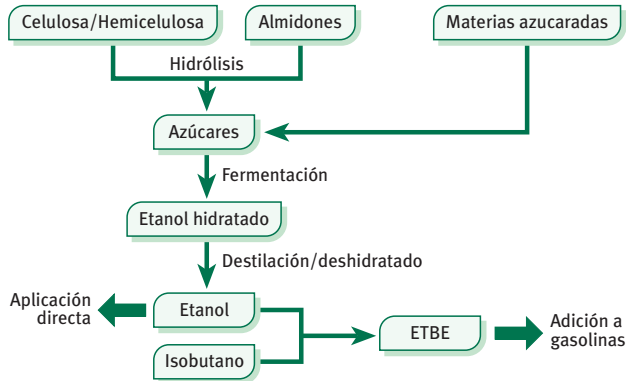 Celulosa/Hemicelulosa
Almidones
Materias azucaradas
Hidrólisis
Azúcares
Fermentación
Etanol hidratado
Destilación/deshidratado
Aplicación
directa
Etanol
Isobutano
ETBE
Adición a
gasolinas